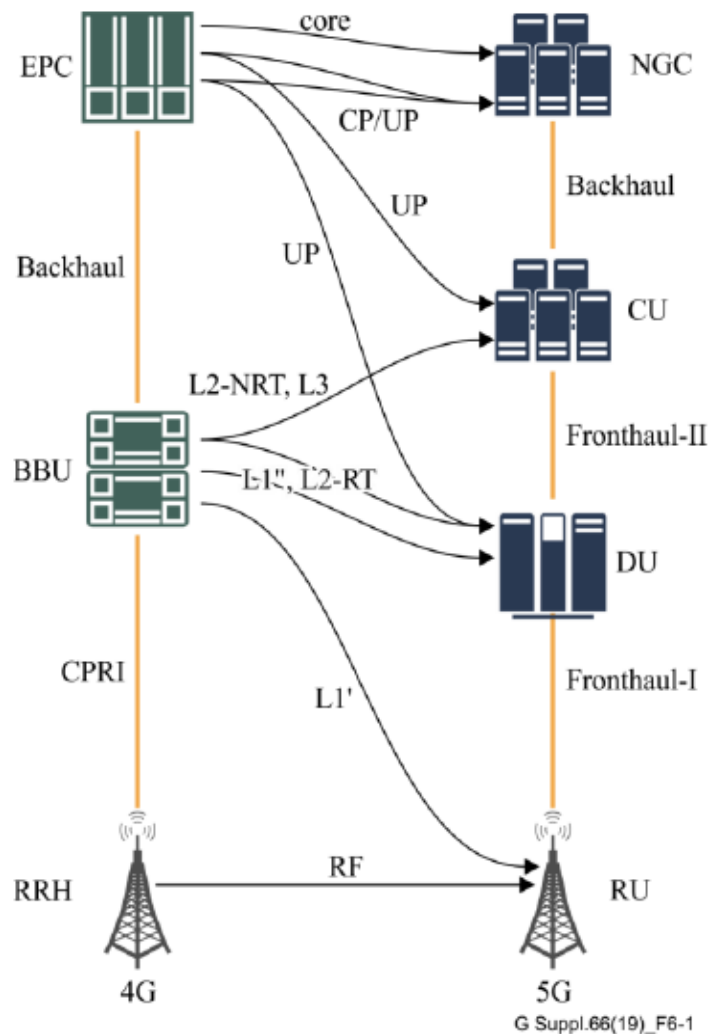 core
EPC
NGC
CP/UP
Backhaul
UP
UP
Backhaul
CU
L2-NRT, L3
Fronthaul-II
BBU
L1", L2-RT
DU
CPRI
Fronthaul-I
L1'
RF
RRH
RU
4G
5G
G Suppl.66(19)_F6-1